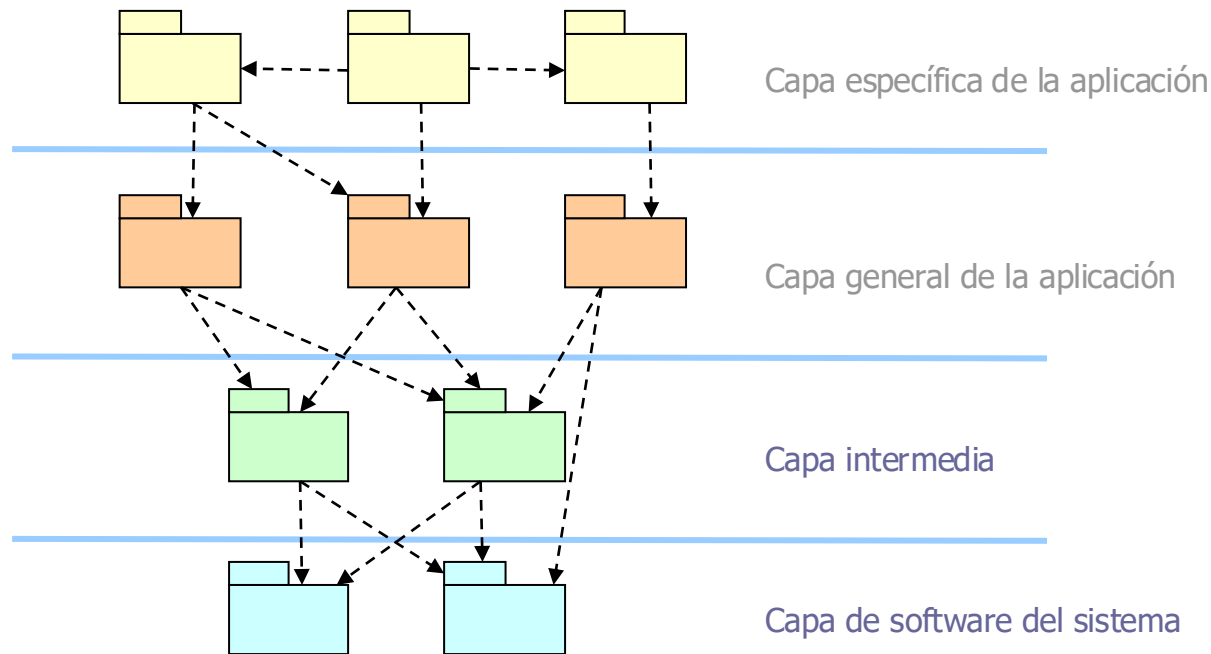 Capa específica de la aplicación
Capa general de la aplicación
Capa intermedia
Capa de software del sistema